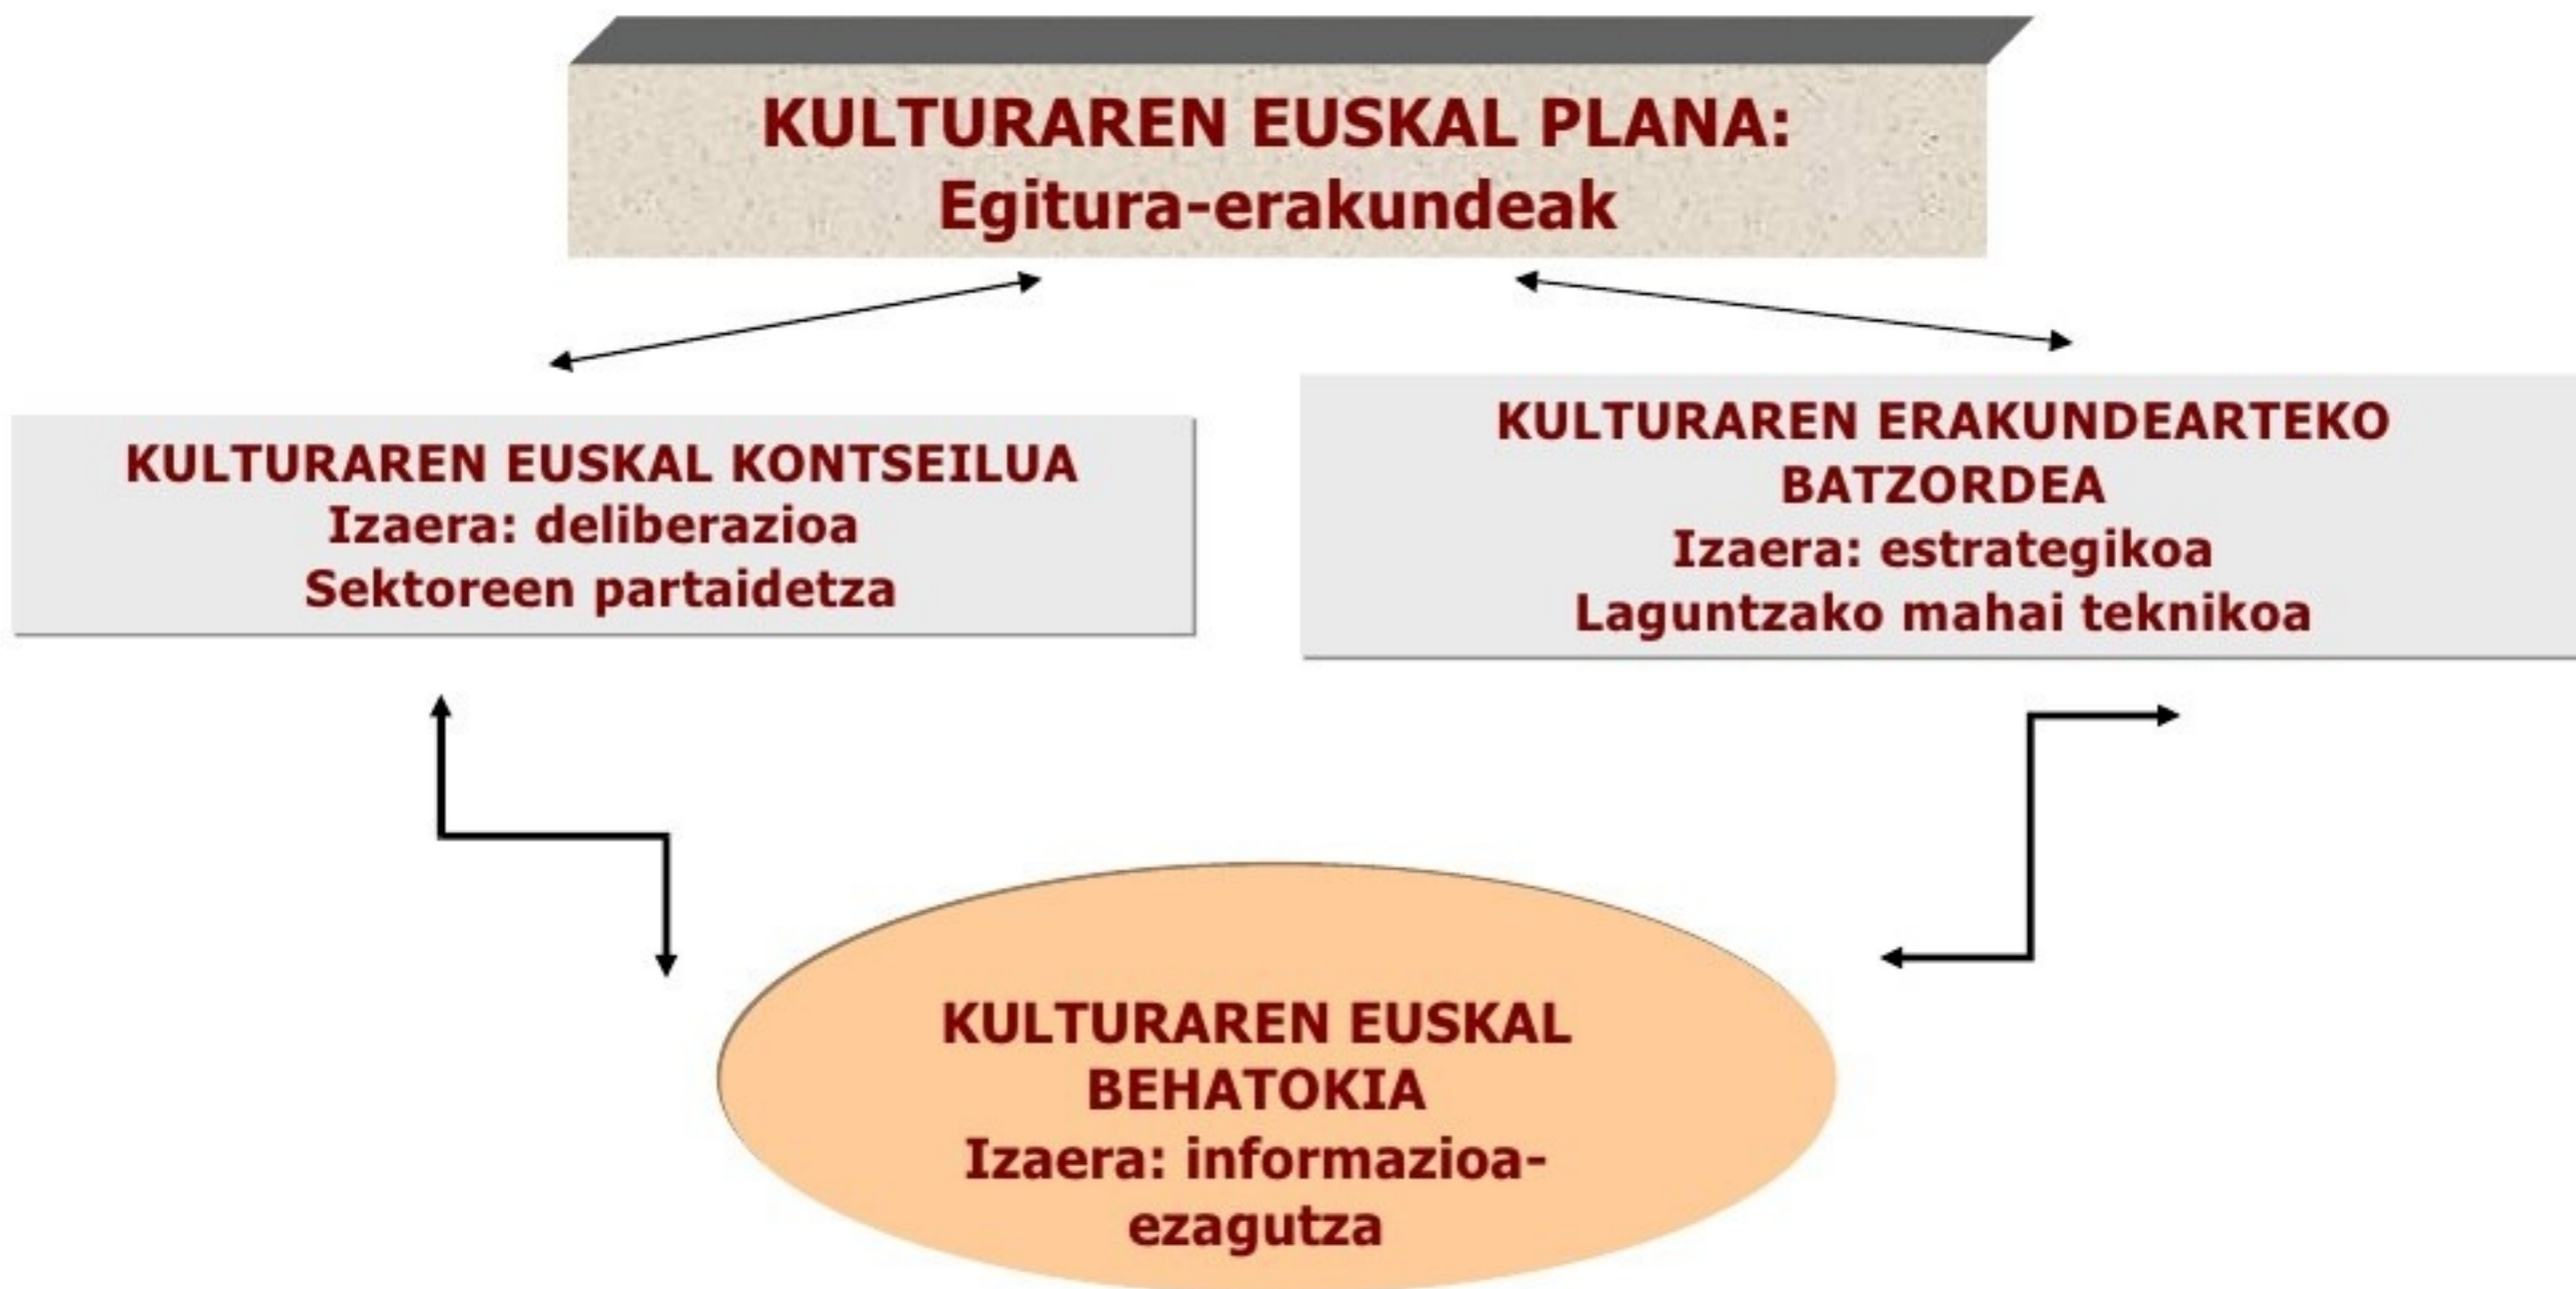 KULTURAREN EUSKAL PLANA:
Egitura-erakundeak
KULTURAREN EUSKAL KONTSEILUA
Izaera: deliberazioa
Sektoreen partaidetza
KULTURAREN ERAKUNDEARTEKO
BATZORDEA
Izaera: estrategikoa
Laguntzako mahai teknikoa
KULTURAREN EUSKAL
BEHATOKIA
Izaera: informazioa-
ezagutza